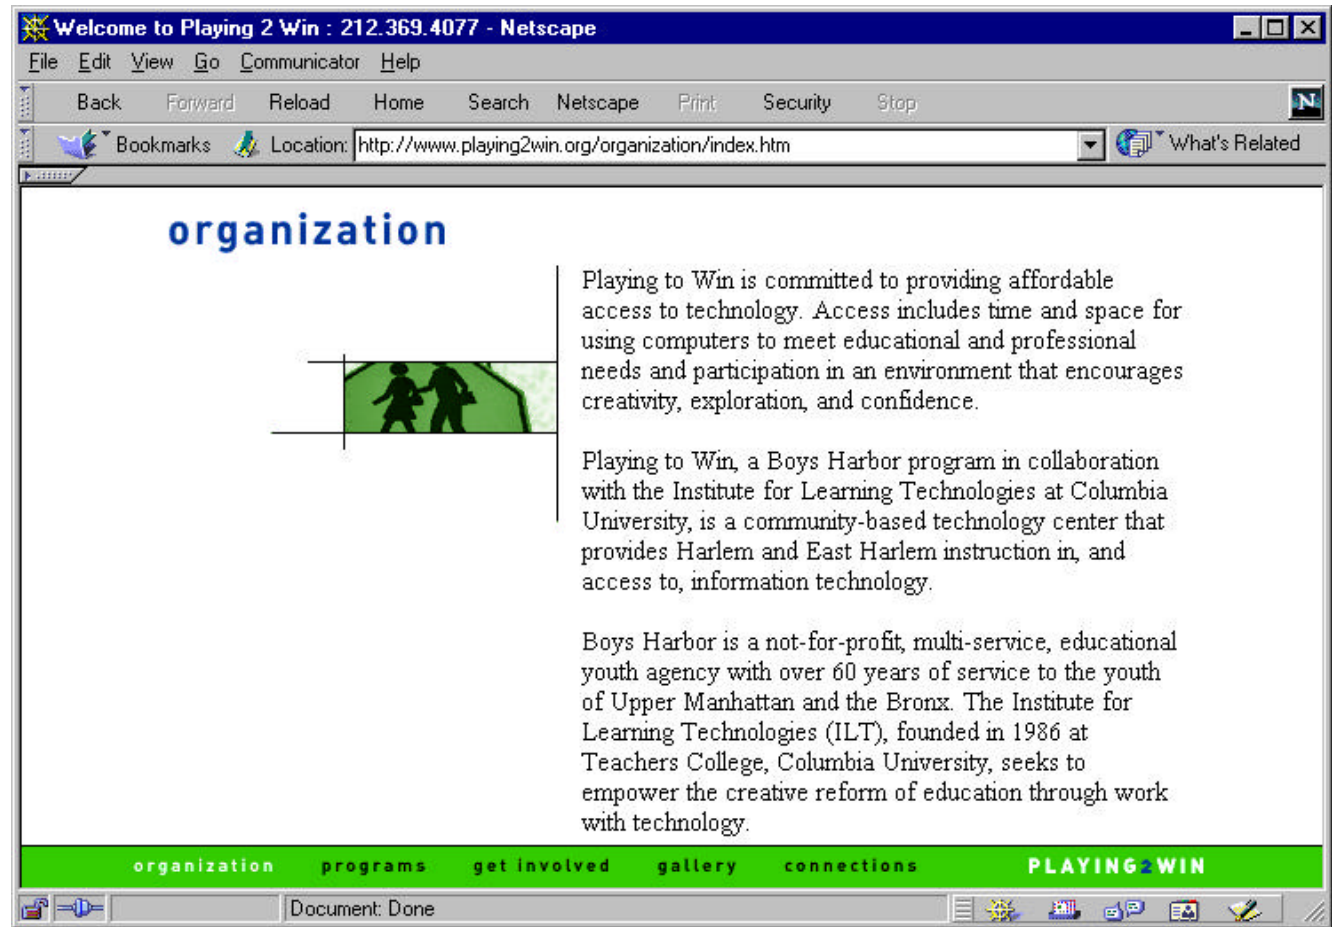 Welcome to Playing 2 Win : 212.369.4077 - Netscape
File Edit View Go Communicator Help
Back Forward Reload Home Search Netscape Print Security Stop
N
Bookmarks Location: http://www.playing2win.org/organization/index.htm What's Related
organization
Playing to Win is committed to providing affordable
access to technology. Access includes time and space for
using computers to meet educational and professional
needs and participation in an environment that encourages
creativity, exploration, and confidence.
Playing to Win, a Boys Harbor program in collaboration
with the Institute for Learning Technologies at Columbia
University, is a community-based technology center that
provides Harlem and East Harlem instruction in, and
access to, information technology.
Boys Harbor is a not-for-profit, multi-service, educational
youth agency with over 60 years of service to the youth
of Upper Manhattan and the Bronx. The Institute for
Learning Technologies (ILT), founded in 1986 at
Teachers College, Columbia University, seeks to
empower the creative reform of education through work
with technology.
organization programs get involved gallery connections PLAYING2WIN
Document: Done